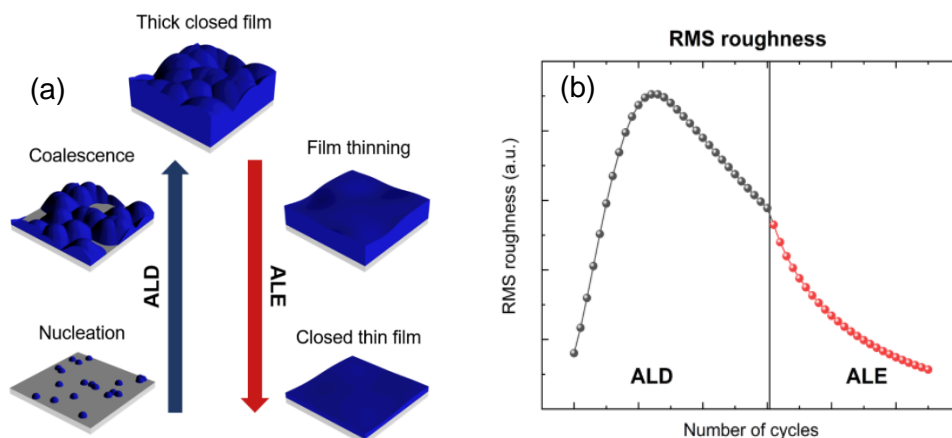 Thick closed film
(a)
Coalescence
Film thinning
ALD
ALE
Nucleation
Closed thin film
RMS roughness
(b)
RMS roughness (a.u.)
ALD
ALE
Number of cycles